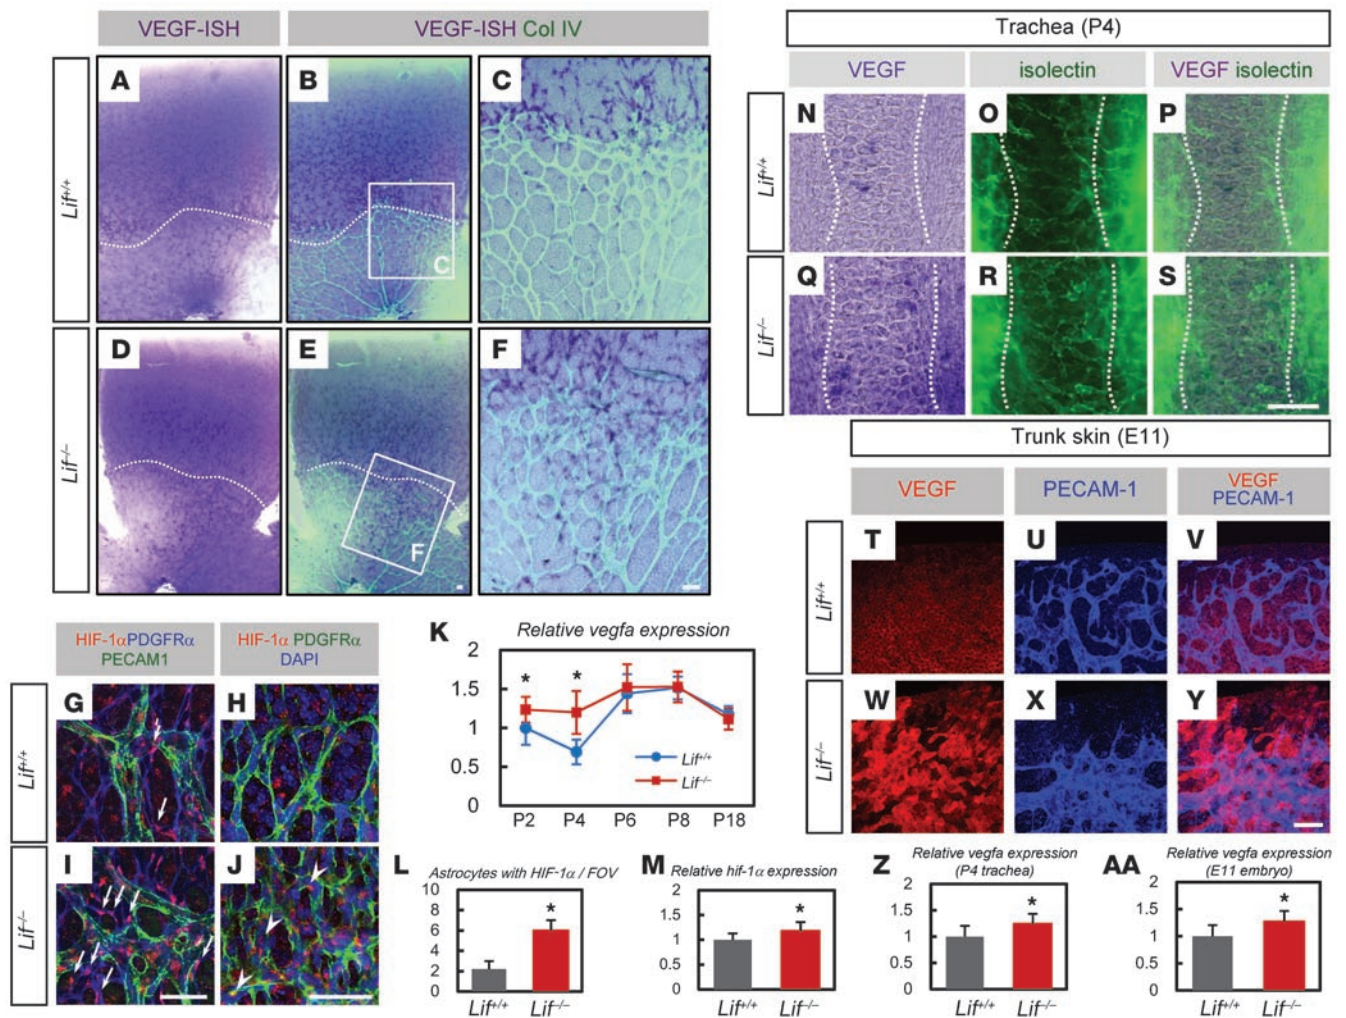 VEGF-ISH
VEGF-ISH Col IV
Lif+/+
A
B
C
C
Lif–/–
D
E
F
F
Trachea (P4)
VEGF
isolectin
VEGF isolectin
Lif+/+
N
O
P
Lif–/–
Q
R
S
Trunk skin (E11)
VEGF
PECAM-1
VEGF
PECAM-1
Lif+/+
T
U
V
Lif–/–
W
X
Y
HIF-1αPDGFRα
PECAM1
HIF-1α PDGFRα
DAPI
Lif+/+
G
H
Lif–/–
I
J
K
Relative vegfa expression
2
1.5
1
0.5
0
* *
Lif+/+
Lif–/–
P2 P4 P6 P8 P18
L
Astrocytes with HIF-1α / FOV
10
8
6
4
2
0
*
Lif+/+ Lif–/–
M
Relative hif-1α expression
2
1.5
1
0.5
0
*
Lif+/+ Lif–/–
Z
Relative vegfa expression
(P4 trachea)
2
1.5
1
0.5
0
*
Lif+/+ Lif–/–
AA
Relative vegfa expression
(E11 embryo)
2
1.5
1
0.5
0
*
Lif+/+ Lif–/–